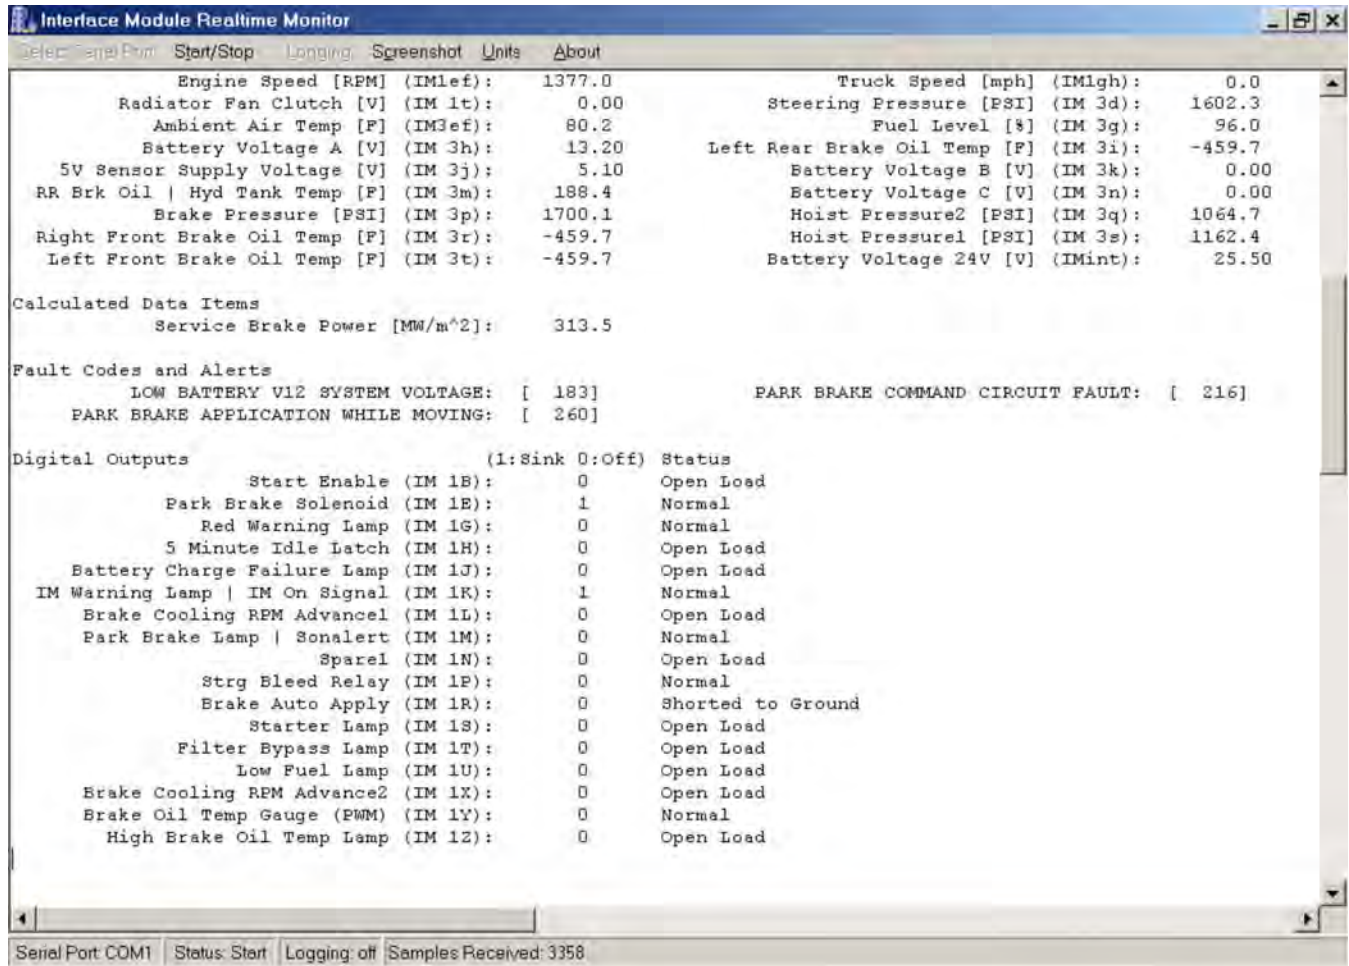 Interface Module Realtime Monitor
Select Serial Port Start/Stop Logging Screenshot Units About
Engine Speed [RPM] (IM1ef): 1377.0 Truck Speed [mph] (IM1gh): 0.0
Radiator Fan Clutch [V] (IM 1t): 0.00 Steering Pressure [PSI] (IM 3d): 1602.3
Ambient Air Temp [F] (IM3ef): 80.2 Fuel Level [%] (IM 3g): 96.0
Battery Voltage A [V] (IM 3h): 13.20 Left Rear Brake Oil Temp [F] (IM 3i): -459.7
5V Sensor Supply Voltage [V] (IM 3j): 5.10 Battery Voltage B [V] (IM 3k): 0.00
RR Brk Oil | Hyd Tank Temp [F] (IM 3m): 188.4 Battery Voltage C [V] (IM 3n): 0.00
Brake Pressure [PSI] (IM 3p): 1700.1 Hoist Pressure2 [PSI] (IM 3q): 1064.7
Right Front Brake Oil Temp [F] (IM 3r): -459.7 Hoist Pressure1 [PSI] (IM 3s): 1162.4
Left Front Brake Oil Temp [F] (IM 3t): -459.7 Battery Voltage 24V [V] (IMint): 25.50
Calculated Data Items
Service Brake Power [MW/m^2]: 313.5
Fault Codes and Alerts
LOW BATTERY V12 SYSTEM VOLTAGE: [ 183] PARK BRAKE COMMAND CIRCUIT FAULT: [ 216]
PARK BRAKE APPLICATION WHILE MOVING: [ 260]
Digital Outputs (1:Sink 0:Off) Status
Start Enable (IM 1B): 0 Open Load
Park Brake Solenoid (IM 1E): 1 Normal
Red Warning Lamp (IM 1G): 0 Normal
5 Minute Idle Latch (IM 1H): 0 Open Load
Battery Charge Failure Lamp (IM 1J): 0 Open Load
IM Warning Lamp | IM On Signal (IM 1K): 1 Normal
Brake Cooling RPM Advance1 (IM 1L): 0 Open Load
Park Brake Lamp | Sonalert (IM 1M): 0 Normal
Spare1 (IM 1N): 0 Open Load
Strg Bleed Relay (IM 1P): 0 Normal
Brake Auto Apply (IM 1R): 0 Shorted to Ground
Starter Lamp (IM 1S): 0 Open Load
Filter Bypass Lamp (IM 1T): 0 Open Load
Low Fuel Lamp (IM 1U): 0 Open Load
Brake Cooling RPM Advance2 (IM 1X): 0 Open Load
Brake Oil Temp Gauge (PWM) (IM 1Y): 0 Normal
High Brake Oil Temp Lamp (IM 1Z): 0 Open Load
Serial Port: COM1 Status: Start Logging: off Samples Received: 3358